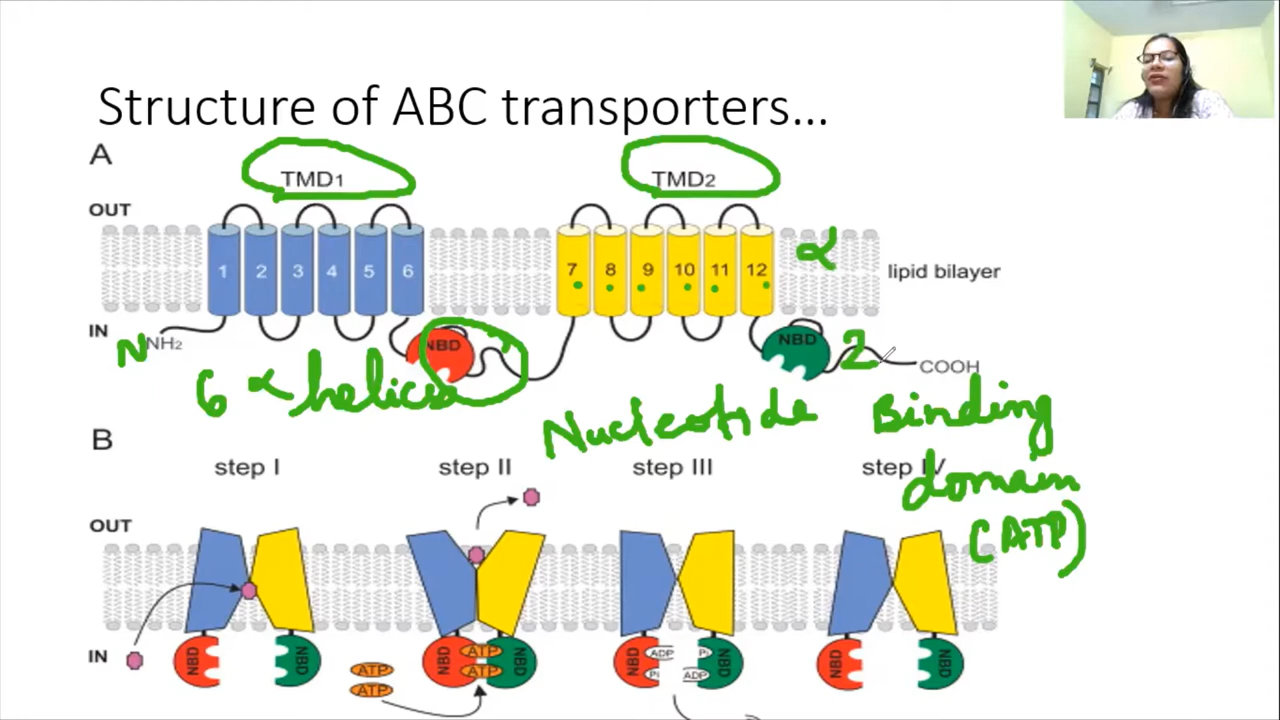 Structure of ABC transporters...
A
TMD1 TMD2
OUT
1 2 3 4 5 6 7 8 9 10 11 12 α lipid bilayer
IN
N NH2 NBD NBD 2 COOH
6 α helices Nucleotide Binding
domain
(ATP)
B
step I step II step III step IV
OUT
IN
NBD NBD NBD ATP NBD NBD ADP Pi NBD NBD NBD
ATP ATP Pi ADP
ATP